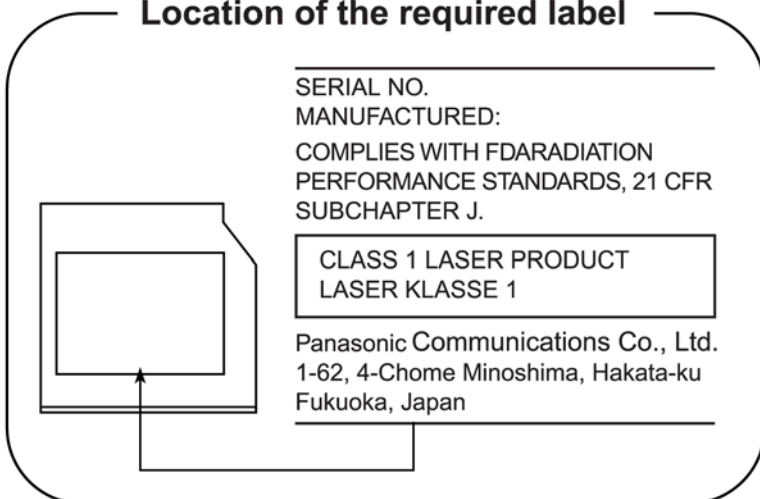 Location of the required label
SERIAL NO.
MANUFACTURED:
COMPLIES WITH FDARADIATION
PERFORMANCE STANDARDS, 21 CFR
SUBCHAPTER J.
CLASS 1 LASER PRODUCT
LASER KLASSE 1
Panasonic Communications Co., Ltd.
1-62, 4-Chome Minoshima, Hakata-ku
Fukuoka, Japan